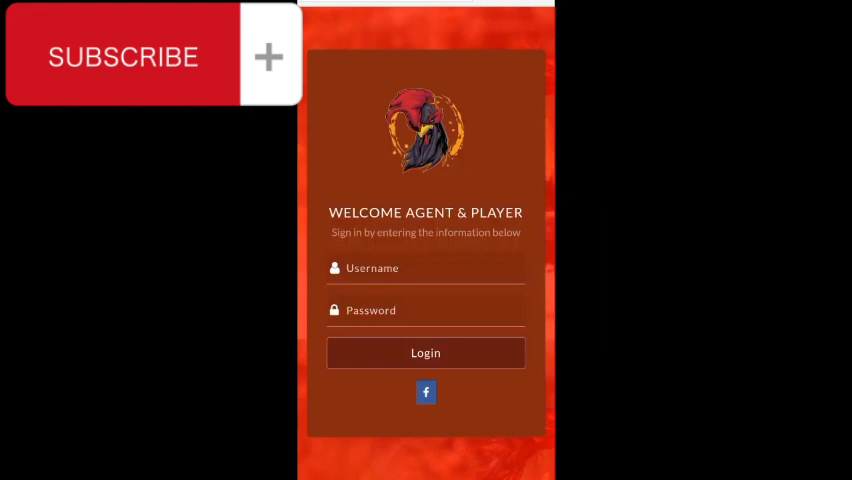 SUBSCRIBE
WELCOME AGENT & PLAYER
Sign in by entering the information below
Username
Password
Login